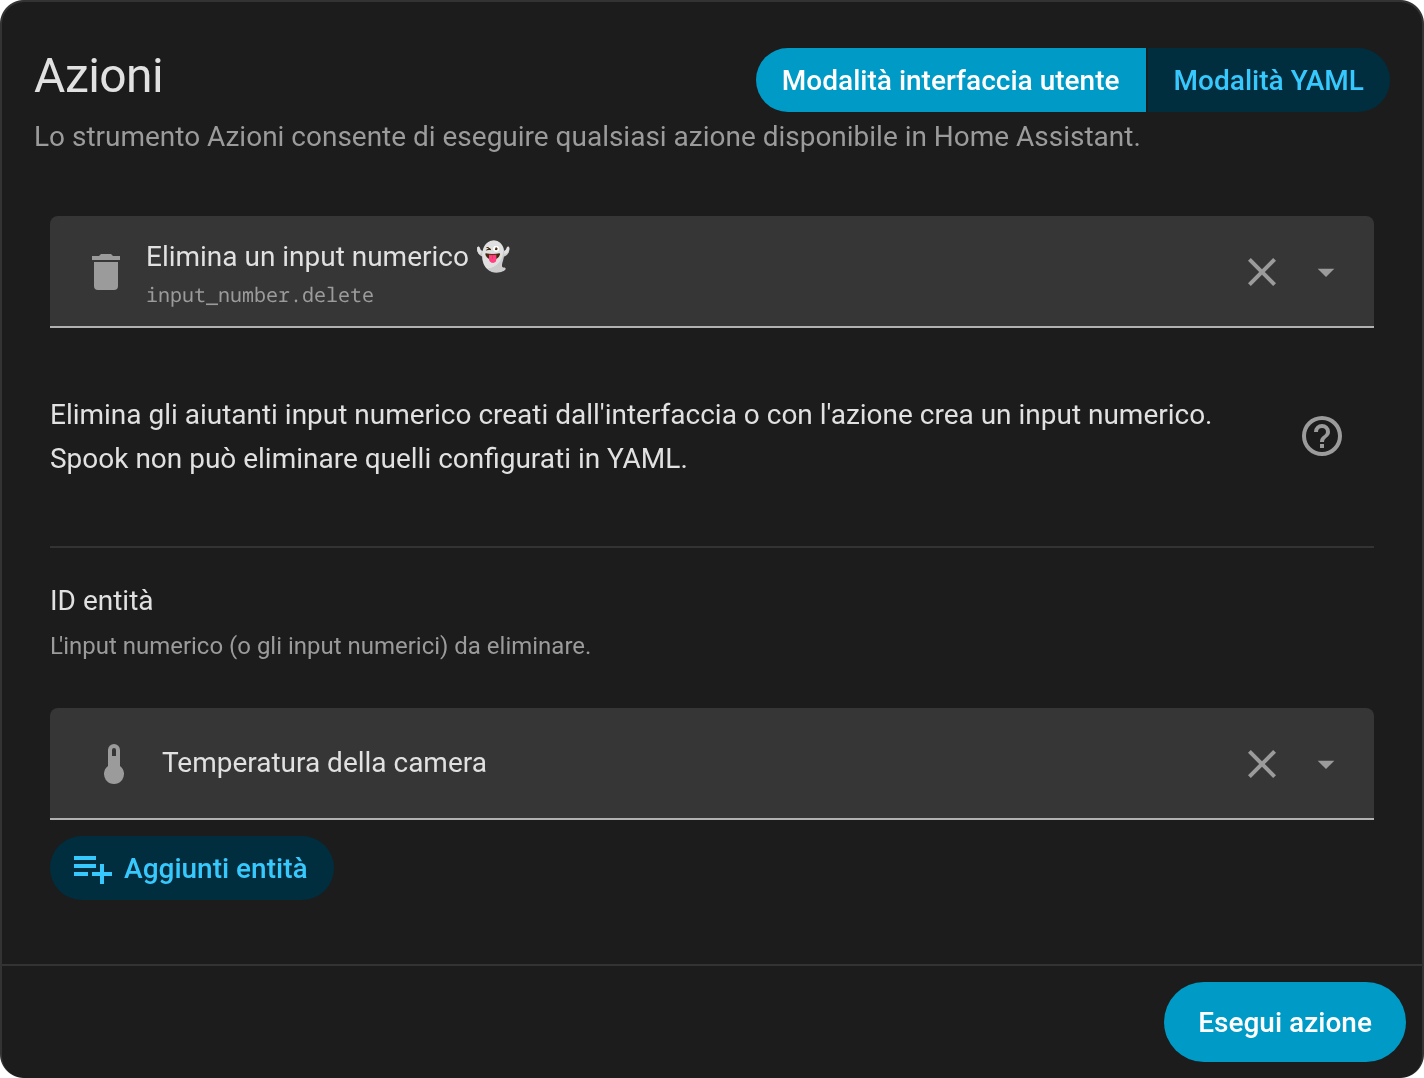 Azioni
Modalità interfaccia utente
Modalità YAML
Lo strumento Azioni consente di eseguire qualsiasi azione disponibile in Home Assistant.
Elimina un input numerico 👻
input_number.delete
Elimina gli aiutanti input numerico creati dall'interfaccia o con l'azione crea un input numerico.
Spook non può eliminare quelli configurati in YAML.
ID entità
L'input numerico (o gli input numerici) da eliminare.
Temperatura della camera
Aggiunti entità
Esegui azione